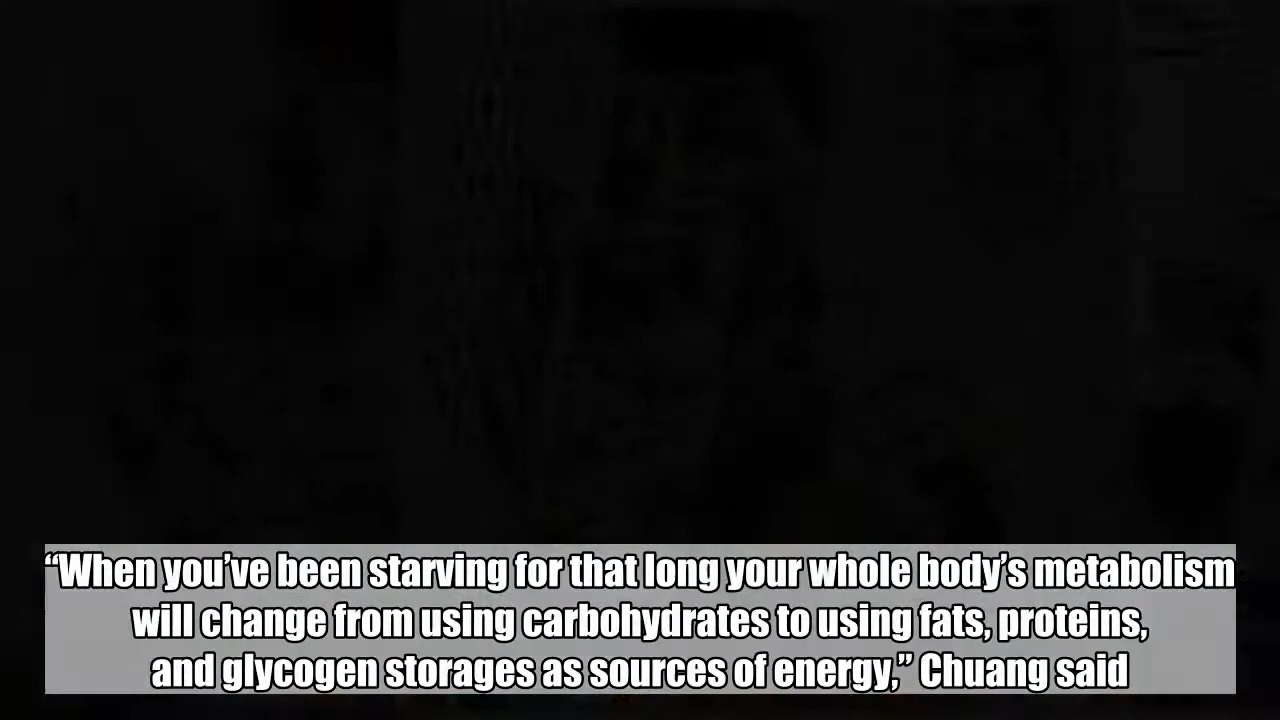 “When you’ve been starving for that long your whole body’s metabolism
will change from using carbohydrates to using fats, proteins,
and glycogen storages as sources of energy,” Chuang said